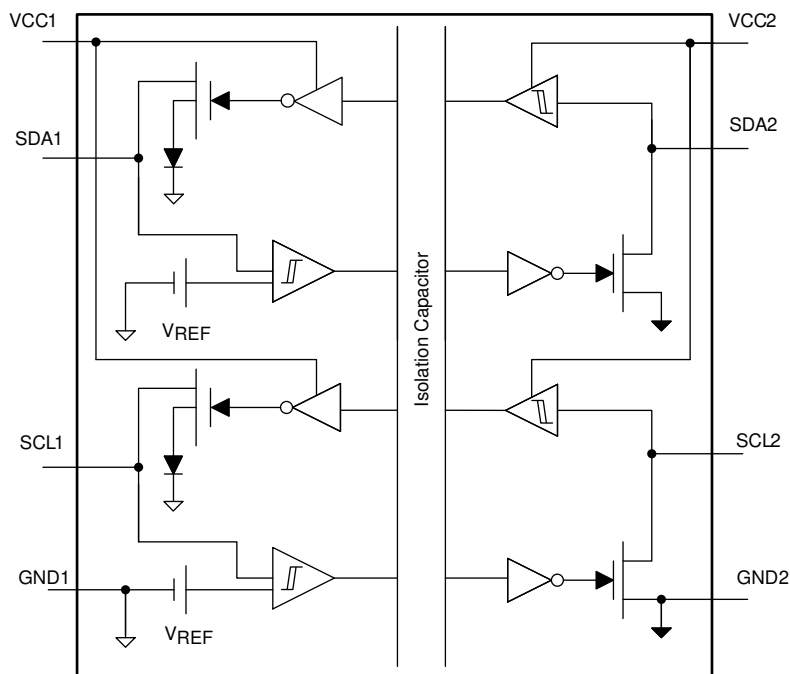 VCC1
VCC2
SDA1
SDA2
VREF
Isolation Capacitor
SCL1
SCL2
GND1
GND2
VREF